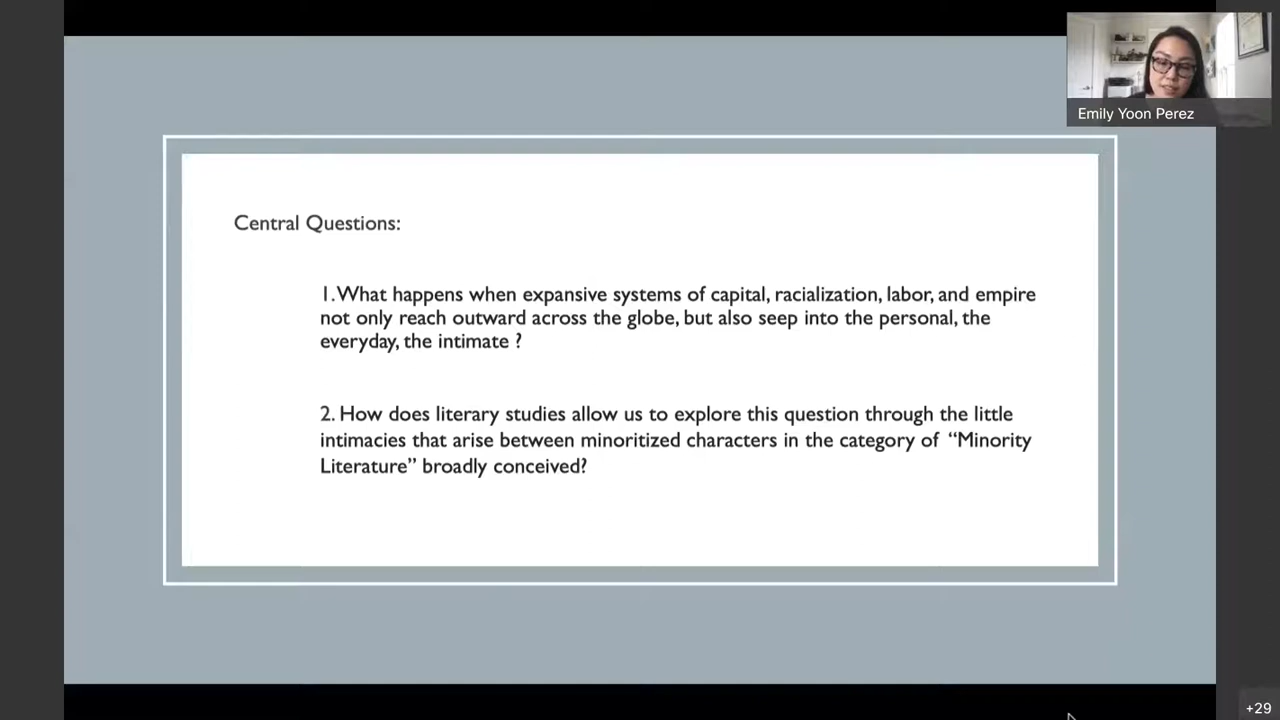 Emily Yoon Perez
Central Questions:
1. What happens when expansive systems of capital, racialization, labor, and empire
not only reach outward across the globe, but also seep into the personal, the
everyday, the intimate ?
2. How does literary studies allow us to explore this question through the little
intimacies that arise between minoritized characters in the category of “Minority
Literature” broadly conceived?
+29